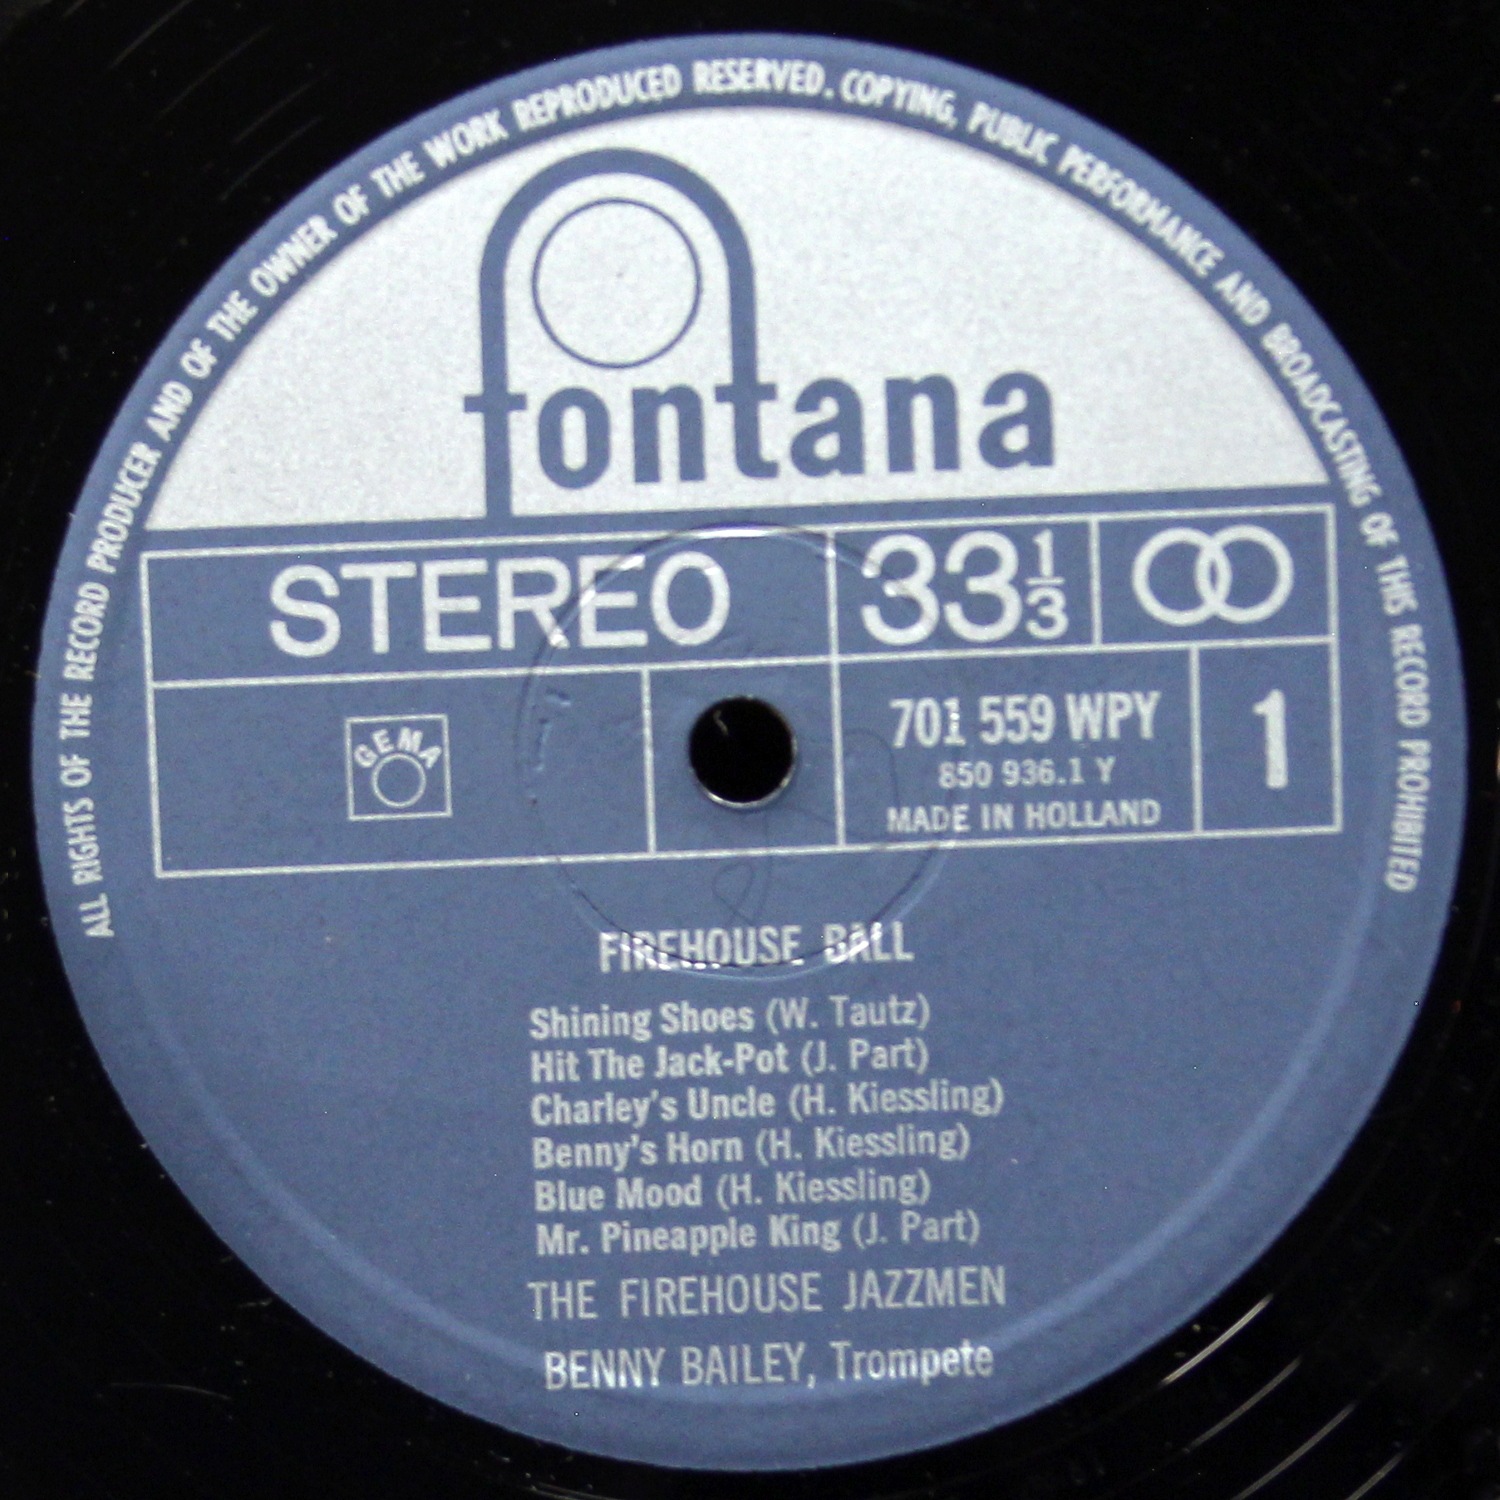 ALL RIGHTS OF THE RECORD PRODUCER AND OF THE OWNER OF THE WORK REPRODUCED RESERVED. COPYING, PUBLIC PERFORMANCE AND BROADCASTING OF THIS RECORD PROHIBITED
fontana
STEREO
33 1/3
GEMA
701 559 WPY
850 936.1 Y
MADE IN HOLLAND
1
FIREHOUSE BALL
Shining Shoes (W. Tautz)
Hit The Jack-Pot (J. Part)
Charley's Uncle (H. Kiessling)
Benny's Horn (H. Kiessling)
Blue Mood (H. Kiessling)
Mr. Pineapple King (J. Part)
THE FIREHOUSE JAZZMEN
BENNY BAILEY, Trompete